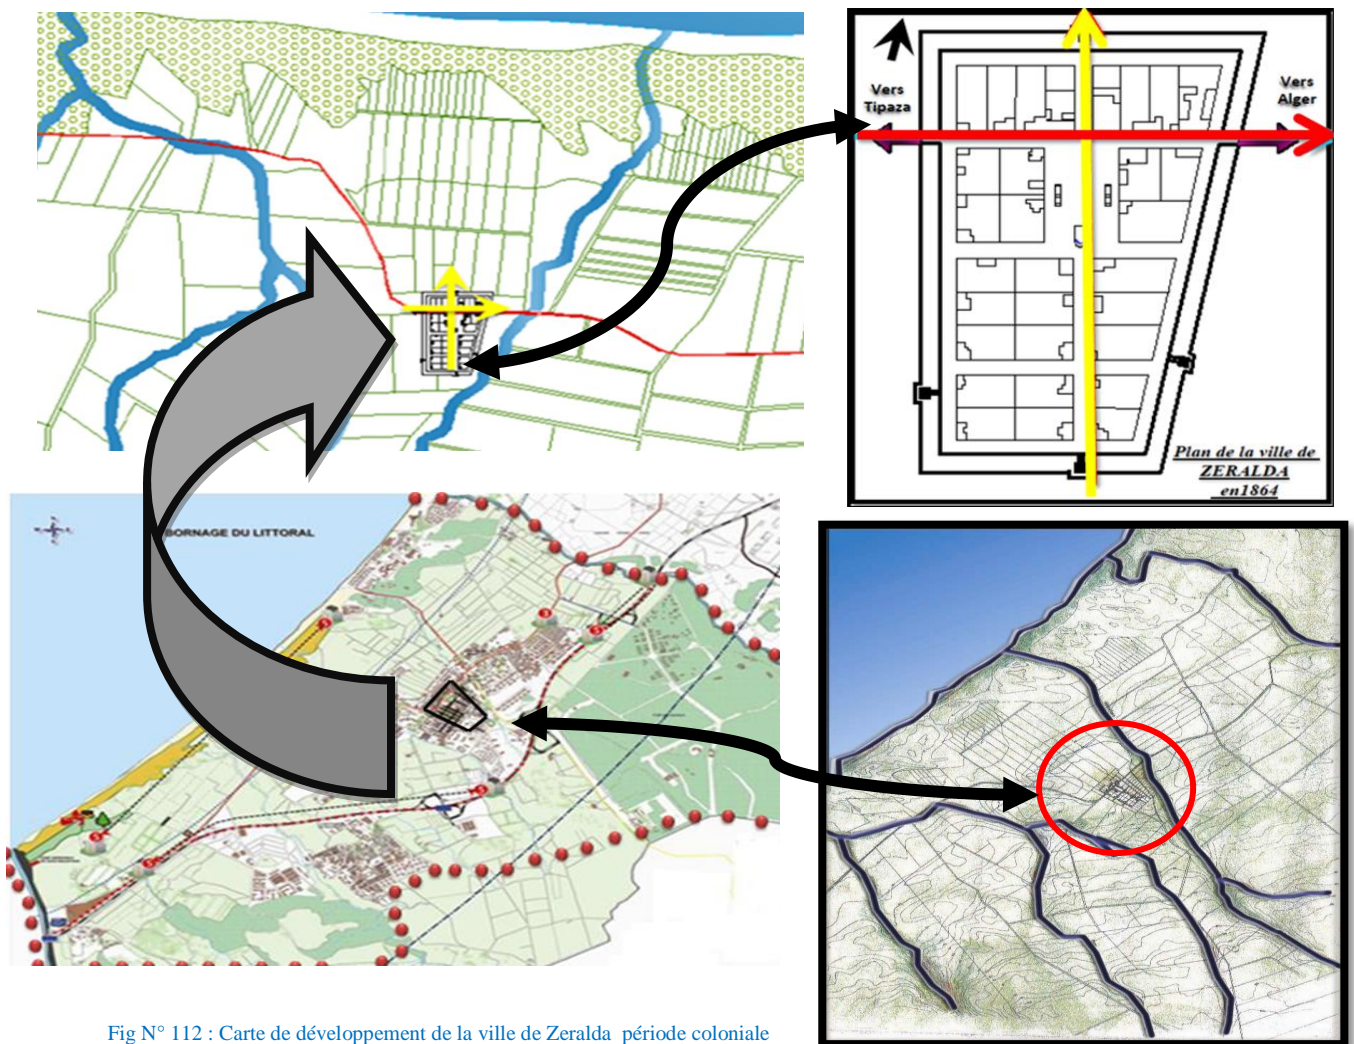 Vers
Tipaza
Vers
Alger
Plan de la ville de
ZERALDA
en1864
BORNAGE DU LITTORAL
Fig N° 112 : Carte de développement de la ville de Zeralda période coloniale